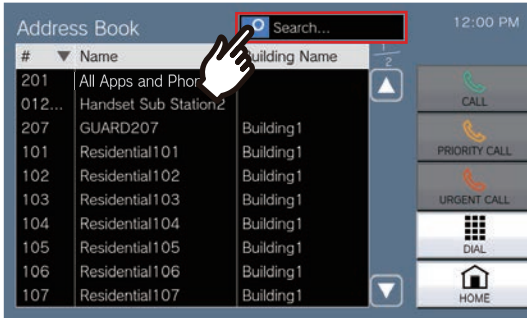 Address Book
Search...
12:00 PM
# Name Building Name
1/2
201 All Apps and Phon
012... Handset Sub Station2
207 GUARD207 Building1
101 Residential101 Building1
102 Residential102 Building1
103 Residential103 Building1
104 Residential104 Building1
105 Residential105 Building1
106 Residential106 Building1
107 Residential107 Building1
CALL
PRIORITY CALL
URGENT CALL
DIAL
HOME